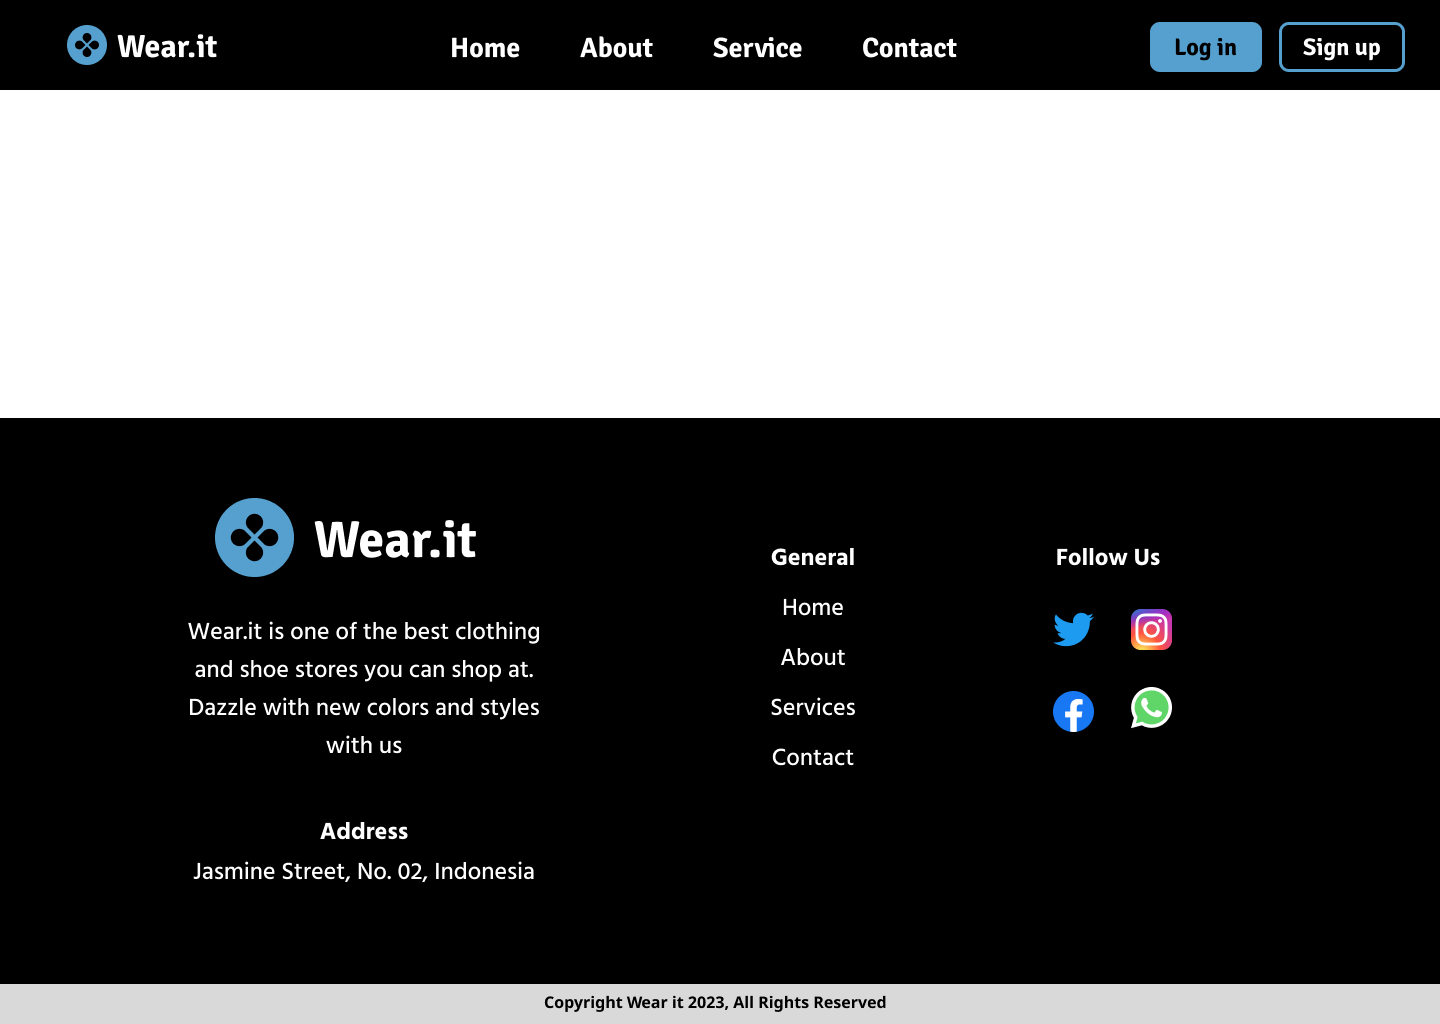 Wear.it
Home
About
Service
Contact
Log in
Sign up
Wear.it
Wear.it is one of the best clothing
and shoe stores you can shop at.
Dazzle with new colors and styles
with us
Address
Jasmine Street, No. 02, Indonesia
General
Home
About
Services
Contact
Follow Us
Copyright Wear it 2023, All Rights Reserved